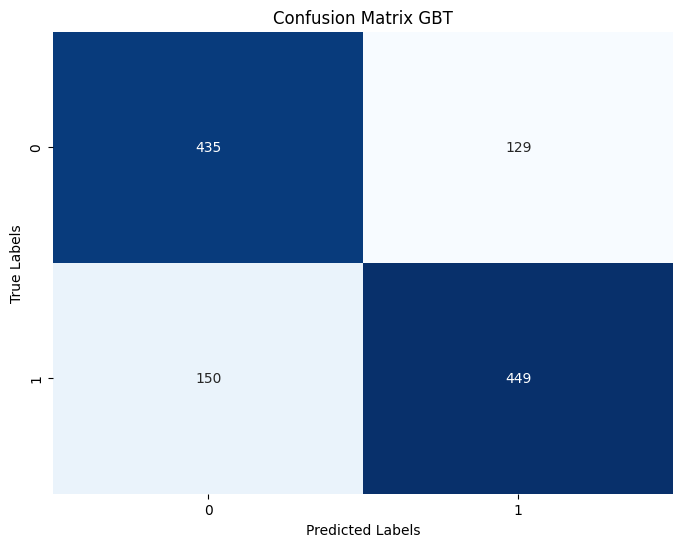 Confusion Matrix GBT
True Labels
0
435
129
1
150
449
0
1
Predicted Labels